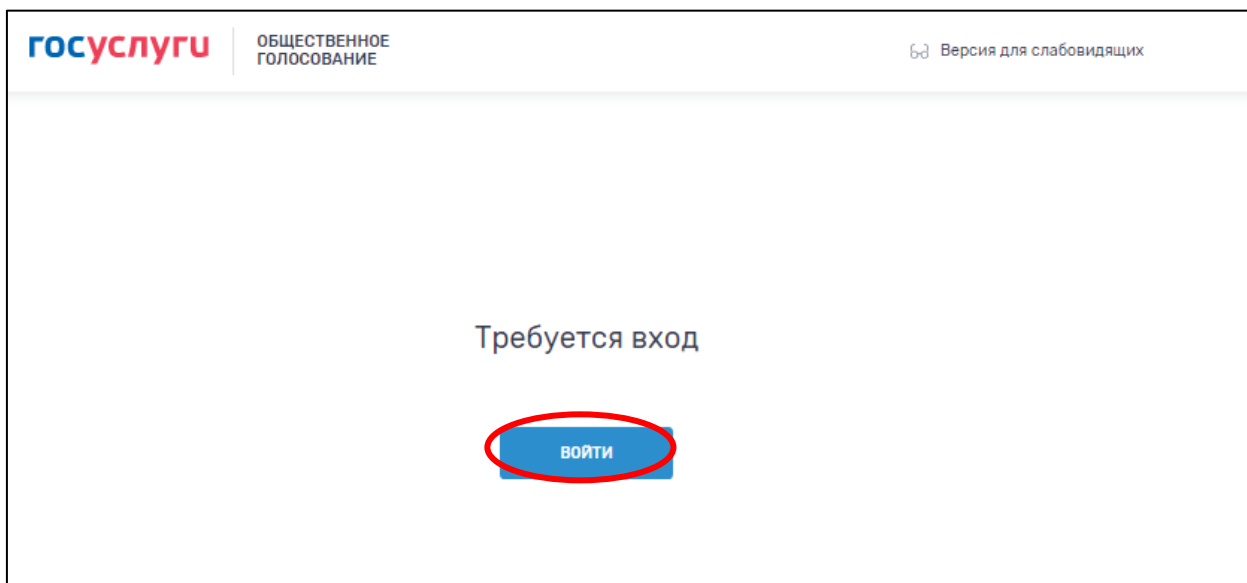 госуслуги
ОБЩЕСТВЕННОЕ
ГОЛОСОВАНИЕ
Версия для слабовидящих
Требуется вход
ВОЙТИ